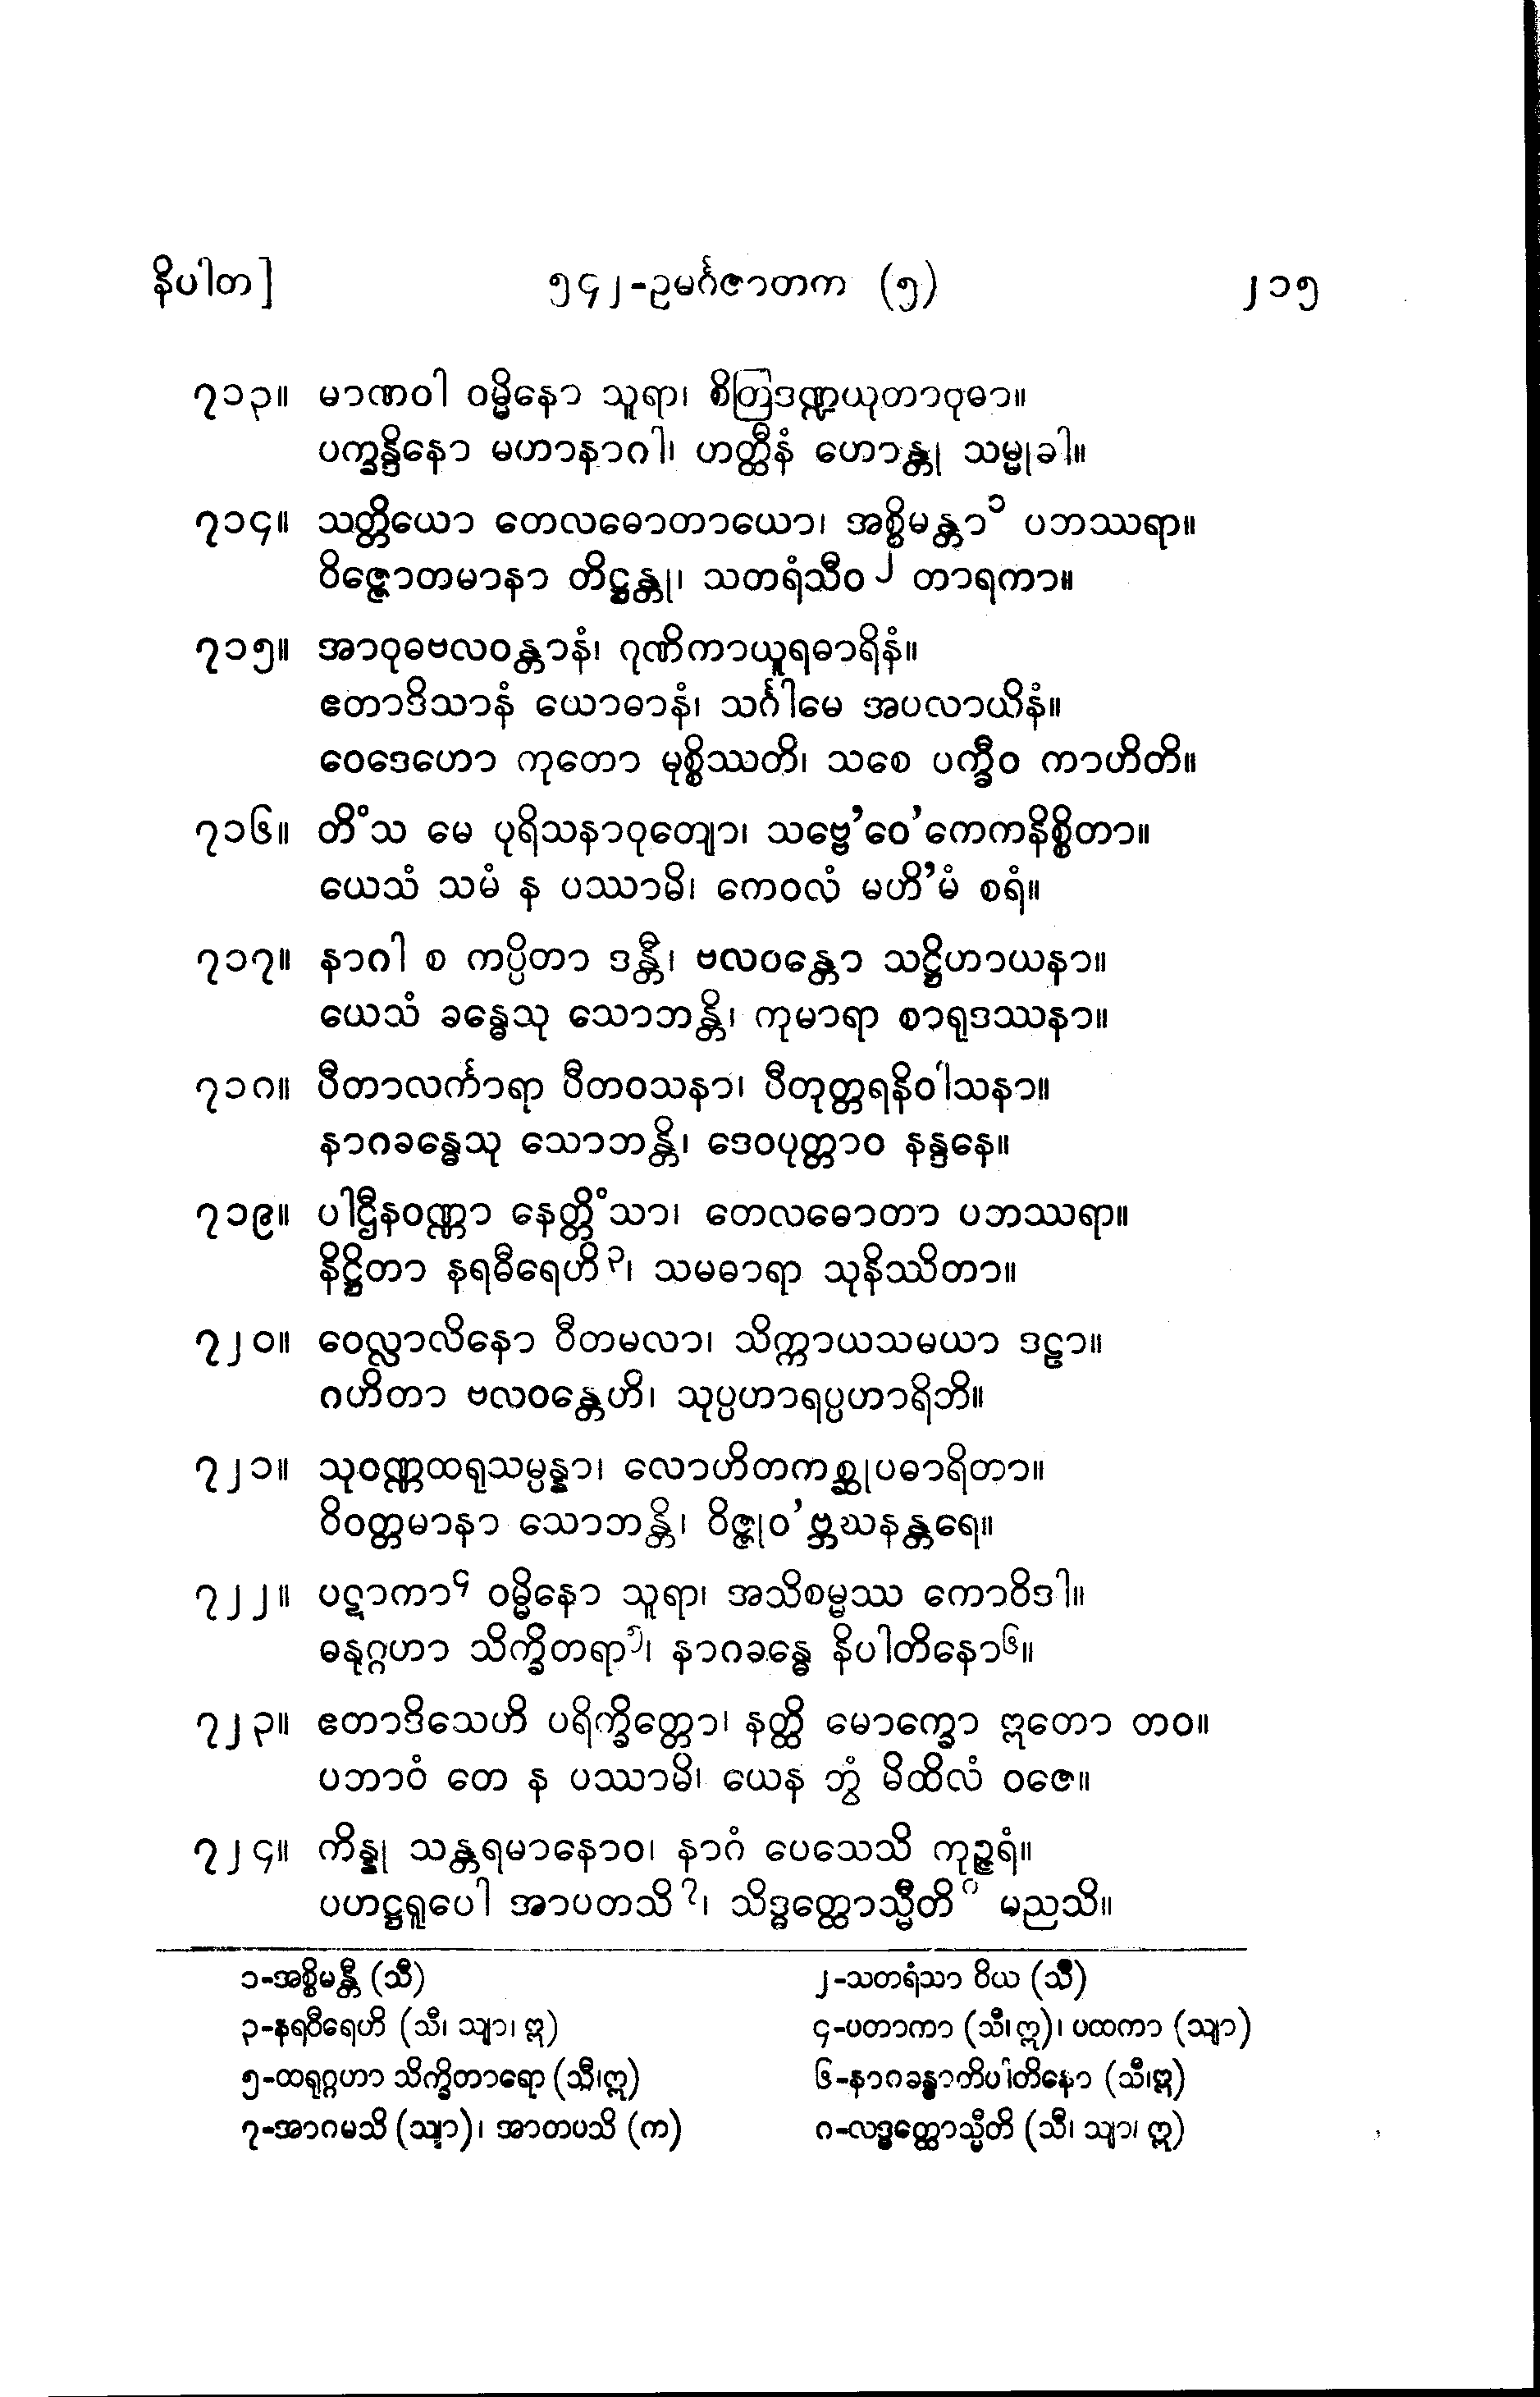 နိပါတ]
၅၄၂-ဥမင်္ဂဇာတက (၅)
၂၁၅
၇၁၃။ မာဏဝါ ဝမ္မိနော သူရာ၊ စိတြဒဏ္ဍယုတာဝုဓာ။
ပက္ခန္ဒိနော မဟာနာဂါ၊ ဟတ္ထီနံ ဟောန္တု သမ္မုခါ။
၇၁၄။ သတ္တိယော တေလဓောတာယော၊ အစ္စိမန္တာ၁ ပဘဿရာ။
ဝိဇ္ဇောတမာနာ တိဋ္ဌန္တု၊ သတရံသီဝ၂ တာရကာ။
၇၁၅။ အာဝုဓဗလဝန္တာနံ၊ ဂုဏိကာယူရဓာရိနံ။
ဧတာဒိသာနံ ယောဓာနံ၊ သင်္ဂါမေ အပလာယိနံ။
ဝေဒေဟော ကုတော မုစ္စိဿတိ၊ သစေ ပက္ခီဝ ကာဟိတိ။
၇၁၆။ တိံသ မေ ပုရိသနာဝုတျော၊ သဗ္ဗေ’ဝေ’ကေကနိစ္စိတာ။
ယေသံ သမံ န ပဿာမိ၊ ကေဝလံ မဟိ’မံ စရံ။
၇၁၇။ နာဂါ စ ကပ္ပိတာ ဒန္တီ၊ ဗလဝန္တော သဋ္ဌိဟာယနာ။
ယေသံ ခန္ဓေသု သောဘန္တိ၊ ကုမာရာ စာရုဒဿနာ။
၇၁၈။ ပီတာလင်္ကာရာ ပီတဝသနာ၊ ပီတုတ္တရနိဝါသနာ။
နာဂခန္ဓေသု သောဘန္တိ၊ ဒေဝပုတ္တာဝ နန္ဒနေ။
၇၁၉။ ပါဌီနဝဏ္ဏာ နေတ္တိံသာ၊ တေလဓောတာ ပဘဿရာ။
နိဋ္ဌိတာ နရဓီရေဟိ၃၊ သမဓာရာ သုနိဿိတာ။
၇၂၀။ ဝေလ္လာလိနော ဝီတမလာ၊ သိက္ကာယသမယာ ဒဠှာ။
ဂဟိတာ ဗလဝန္တေဟိ၊ သုပ္ပဟာရပ္ပဟာရိဘိ။
၇၂၁။ သုဝဏ္ဏထရုသမ္ပန္နာ၊ လောဟိတကစ္ဆုပဓာရိတာ။
ဝိဝတ္တမာနာ သောဘန္တိ၊ ဝိဇ္ဇုဝ’ဗ္ဘဃနန္တရေ။
၇၂၂။ ပဋာကာ၄ ဝမ္မိနော သူရာ၊ အသိစမ္မဿ ကောဝိဒါ။
ဓနုဂ္ဂဟာ သိက္ခိတရာ၅၊ နာဂခန္ဓေ နိပါတိနော၆။
၇၂၃။ ဧတာဒိသေဟိ ပရိက္ခိတ္တော၊ နတ္ထိ မောက္ခော ဣတော တဝ။
ပဘာဝံ တေ န ပဿာမိ၊ ယေန တွံ မိထိလံ ဝဇေ။
၇၂၄။ ကိန္နု သန္တရမာနောဝ၊ နာဂံ ပေသေသိ ကုဉ္ဇရံ။
ပဟဋ္ဌရူပေါ အာပတသိ၇၊ သိဒ္ဓတ္ထောသ္မီတိ၈ မညသိ။
၁-အစ္စိမန္တီ (သီ)
၂-သတရံသာ ဝိယ (သီ)
၃-နရဝီရေဟိ (သီ၊ သျာ၊ ဣ)
၄-ပတာကာ (သီ၊ဣ)၊ ပထကာ (သျာ)
၅-ထရုဂ္ဂဟာ သိက္ခိတာရော (သီ၊ဣ)
၆-နာဂခန္ဓာတိပါတိနော (သီ၊ဣ)
၇-အာဂမသိ (သျာ)၊ အာတပသိ (က)
၈-လဒ္ဓတ္ထောသ္မီတိ (သီ၊ သျာ၊ ဣ)